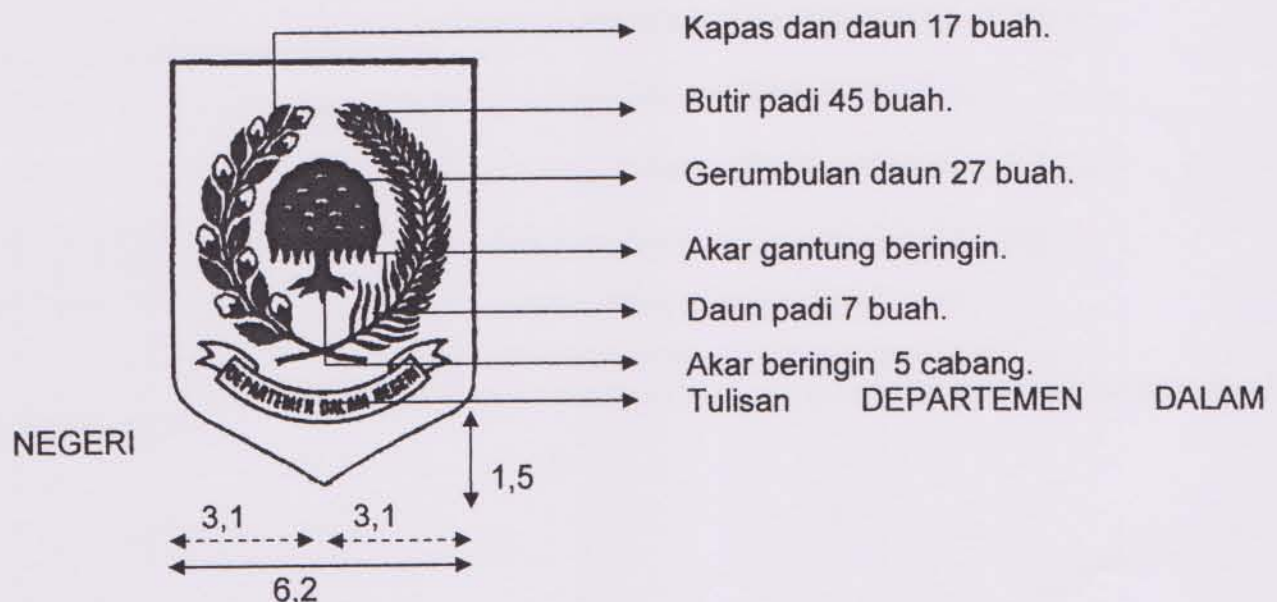 Kapas dan daun 17 buah.
Butir padi 45 buah.
Gerumbulan daun 27 buah.
Akar gantung beringin.
Daun padi 7 buah.
Akar beringin 5 cabang.
Tulisan DEPARTEMEN DALAM
NEGERI
DEPARTEMEN DALAM NEGERI
1,5
3,1 3,1
6,2